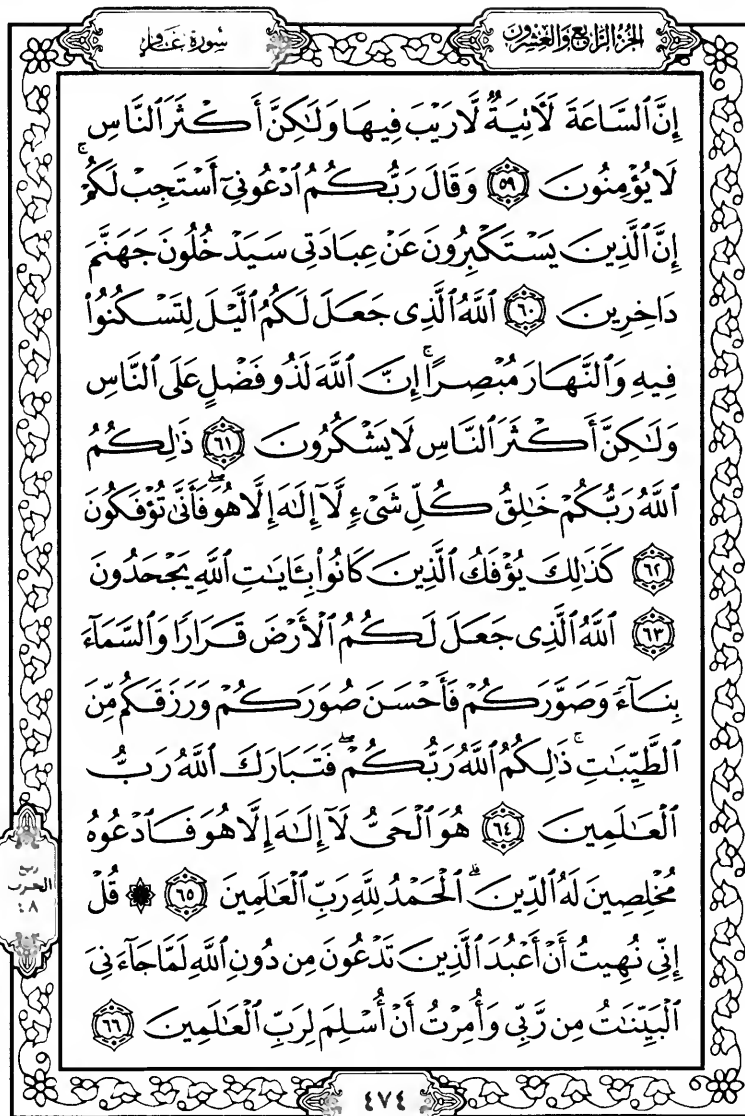 الجزء الرابع والعشرون
سورة غافر
إِنَّ ٱلسَّاعَةَ لَأٓتِيَةٌ لَّا رَيْبَ فِيهَا وَلَٰكِنَّ أَكْثَرَ ٱلنَّاسِ
لَا يُؤْمِنُونَ ٥٩ وَقَالَ رَبُّكُمُ ٱدْعُونِىٓ أَسْتَجِبْ لَكُمْ ۚ
إِنَّ ٱلَّذِينَ يَسْتَكْبِرُونَ عَنْ عِبَادَتِى سَيَدْخُلُونَ جَهَنَّمَ
دَاخِرِينَ ٦٠ ٱللَّهُ ٱلَّذِى جَعَلَ لَكُمُ ٱلَّيْلَ لِتَسْكُنُوا۟
فِيهِ وَٱلنَّهَارَ مُبْصِرًا ۚ إِنَّ ٱللَّهَ لَذُو فَضْلٍ عَلَى ٱلنَّاسِ
وَلَٰكِنَّ أَكْثَرَ ٱلنَّاسِ لَا يَشْكُرُونَ ٦١ ذَٰلِكُمُ
ٱللَّهُ رَبُّكُمْ خَٰلِقُ كُلِّ شَىْءٍ لَّآ إِلَٰهَ إِلَّا هُوَ ۖ فَأَنَّىٰ تُؤْفَكُونَ
٦٢ كَذَٰلِكَ يُؤْفَكُ ٱلَّذِينَ كَانُوا۟ بِـَٔايَٰتِ ٱللَّهِ يَجْحَدُونَ
٦٣ ٱللَّهُ ٱلَّذِى جَعَلَ لَكُمُ ٱلْأَرْضَ قَرَارًا وَٱلسَّمَآءَ
بِنَآءً وَصَوَّرَكُمْ فَأَحْسَنَ صُوَرَكُمْ وَرَزَقَكُم مِّنَ
ٱلطَّيِّبَٰتِ ۚ ذَٰلِكُمُ ٱللَّهُ رَبُّكُمْ ۖ فَتَبَارَكَ ٱللَّهُ رَبُّ
ٱلْعَٰلَمِينَ ٦٤ هُوَ ٱلْحَىُّ لَآ إِلَٰهَ إِلَّا هُوَ فَٱدْعُوهُ
مُخْلِصِينَ لَهُ ٱلدِّينَ ۗ ٱلْحَمْدُ لِلَّهِ رَبِّ ٱلْعَٰلَمِينَ ٦٥ ۞ قُلْ
إِنِّى نُهِيتُ أَنْ أَعْبُدَ ٱلَّذِينَ تَدْعُونَ مِن دُونِ ٱللَّهِ لَمَّا جَآءَنِىَ
ٱلْبَيِّنَٰتُ مِن رَّبِّى وَأُمِرْتُ أَنْ أُسْلِمَ لِرَبِّ ٱلْعَٰلَمِينَ ٦٦
ربع
الحزب
٤٨
٤٧٤